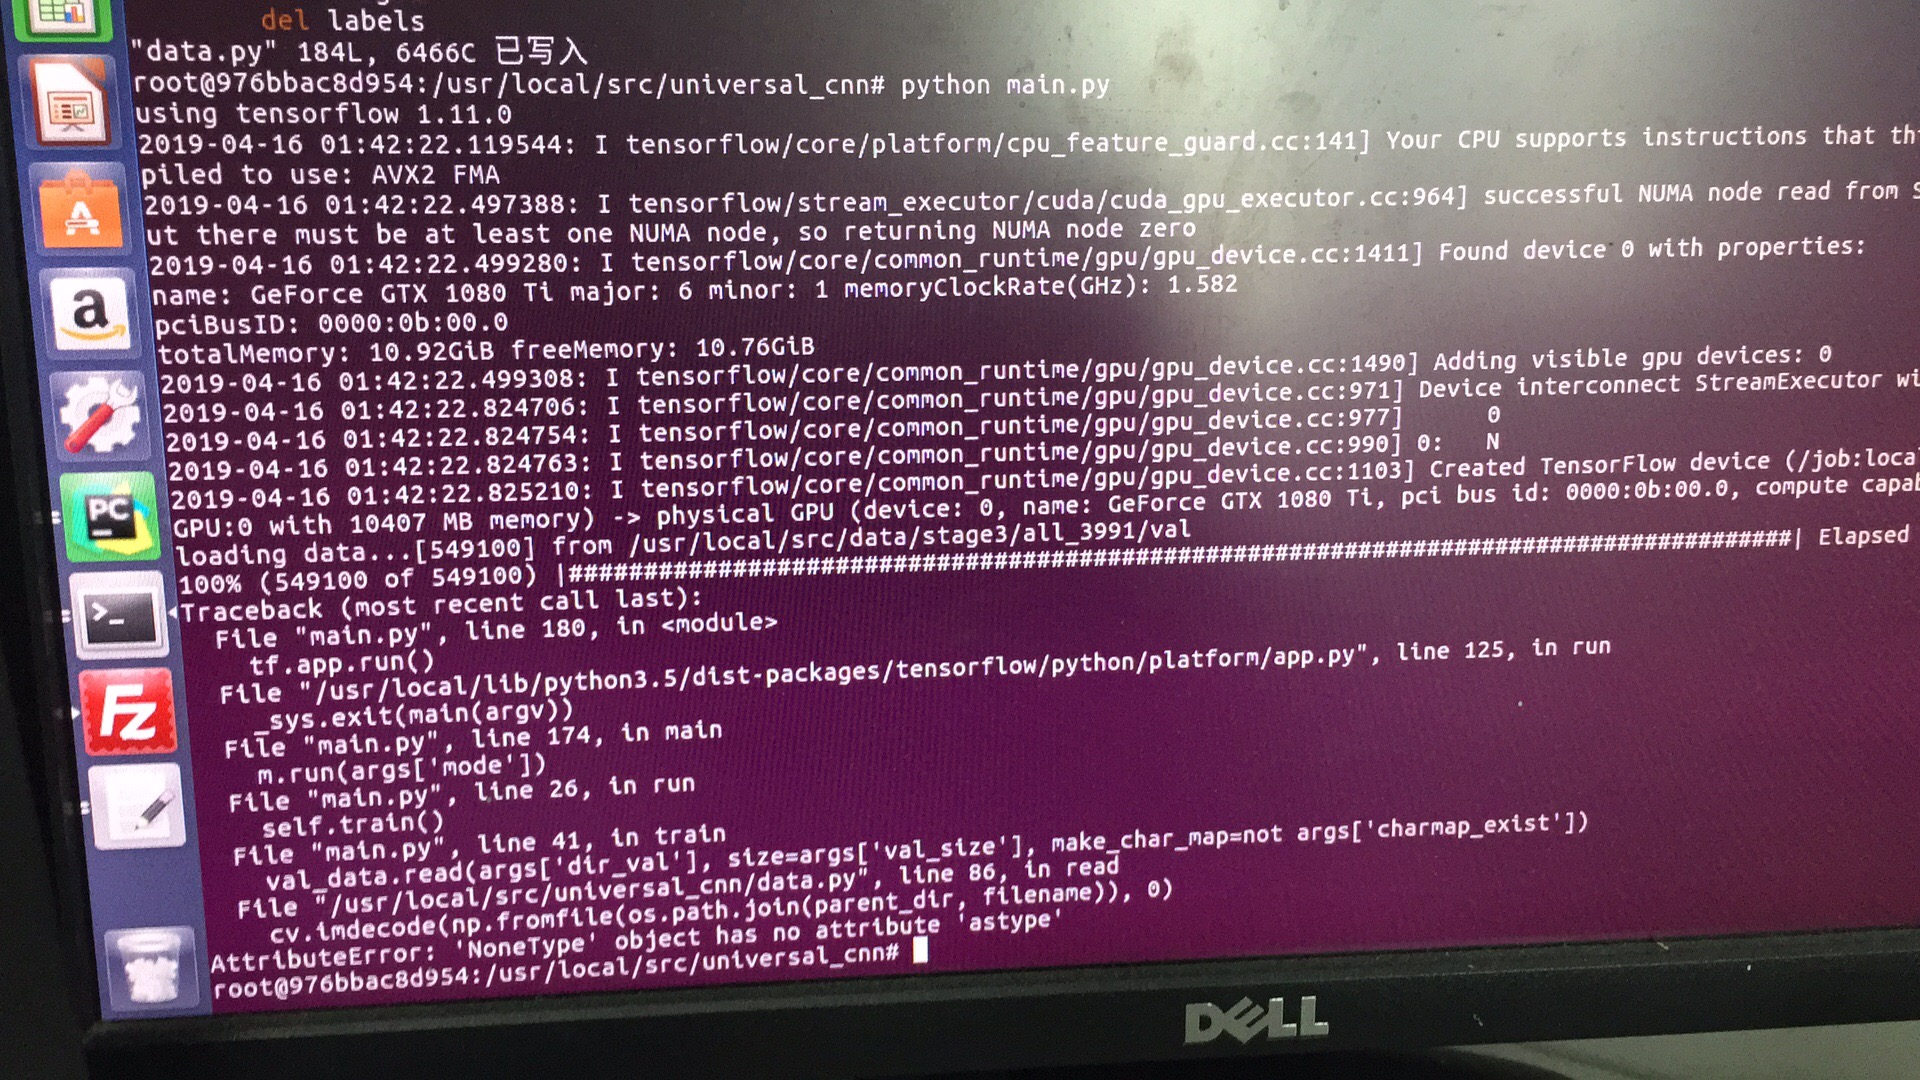 del labels
"data.py" 184L, 6466C 已写入
root@976bbac8d954:/usr/local/src/universal_cnn# python main.py
using tensorflow 1.11.0
2019-04-16 01:42:22.119544: I tensorflow/core/platform/cpu_feature_guard.cc:141] Your CPU supports instructions that th
piled to use: AVX2 FMA
2019-04-16 01:42:22.497388: I tensorflow/stream_executor/cuda/cuda_gpu_executor.cc:964] successful NUMA node read from S
ut there must be at least one NUMA node, so returning NUMA node zero
2019-04-16 01:42:22.499280: I tensorflow/core/common_runtime/gpu/gpu_device.cc:1411] Found device 0 with properties:
name: GeForce GTX 1080 Ti major: 6 minor: 1 memoryClockRate(GHz): 1.582
pciBusID: 0000:0b:00.0
totalMemory: 10.92GiB freeMemory: 10.76GiB
2019-04-16 01:42:22.499308: I tensorflow/core/common_runtime/gpu/gpu_device.cc:1490] Adding visible gpu devices: 0
2019-04-16 01:42:22.824706: I tensorflow/core/common_runtime/gpu/gpu_device.cc:971] Device interconnect StreamExecutor wi
2019-04-16 01:42:22.824754: I tensorflow/core/common_runtime/gpu/gpu_device.cc:977]      0
2019-04-16 01:42:22.824763: I tensorflow/core/common_runtime/gpu/gpu_device.cc:990] 0:   N
2019-04-16 01:42:22.825210: I tensorflow/core/common_runtime/gpu/gpu_device.cc:1103] Created TensorFlow device (/job:loca
GPU:0 with 10407 MB memory) -> physical GPU (device: 0, name: GeForce GTX 1080 Ti, pci bus id: 0000:0b:00.0, compute capab
loading data...[549100] from /usr/local/src/data/stage3/all_3991/val
100% (549100 of 549100) |##################################################################################| Elapsed
Traceback (most recent call last):
File "main.py", line 180, in <module>
tf.app.run()
File "/usr/local/lib/python3.5/dist-packages/tensorflow/python/platform/app.py", line 125, in run
_sys.exit(main(argv))
File "main.py", line 174, in main
m.run(args['mode'])
File "main.py", line 26, in run
self.train()
File "main.py", line 41, in train
val_data.read(args['dir_val'], size=args['val_size'], make_char_map=not args['charmap_exist'])
File "/usr/local/src/universal_cnn/data.py", line 86, in read
cv.imdecode(np.fromfile(os.path.join(parent_dir, filename)), 0)
AttributeError: 'NoneType' object has no attribute 'astype'
root@976bbac8d954:/usr/local/src/universal_cnn#
a
PC
>_
Fz
DELL